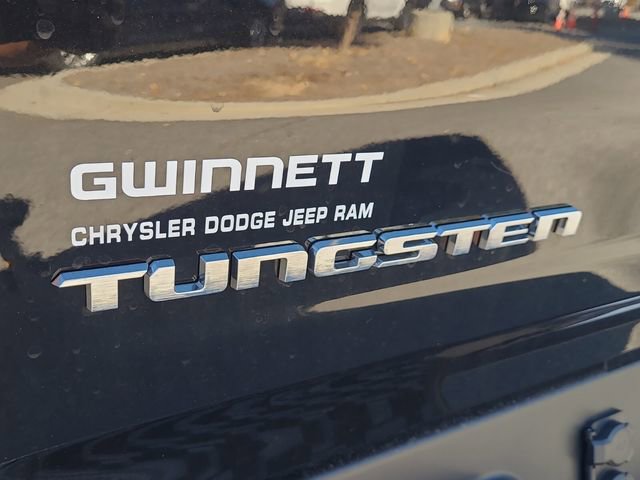 GWINNETT
CHRYSLER DODGE JEEP RAM
TUNGSTEN